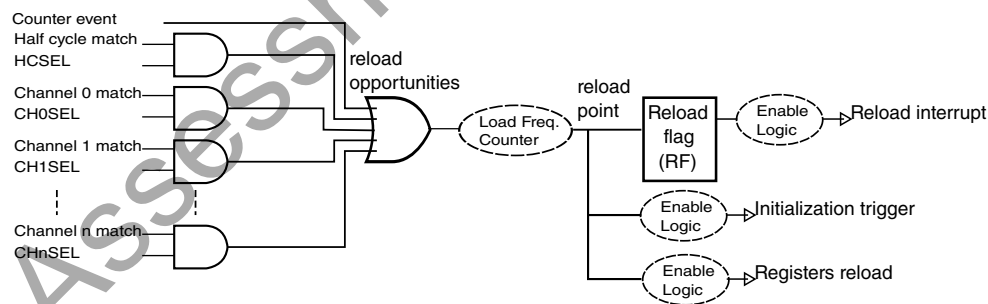 Counter event
Half cycle match
HCSEL
Channel 0 match
CH0SEL
Channel 1 match
CH1SEL
Channel n match
CHnSEL
reload
opportunities
Load Freq.
Counter
reload
point
Reload
flag
(RF)
Enable
Logic
Reload interrupt
Enable
Logic
Initialization trigger
Enable
Logic
Registers reload